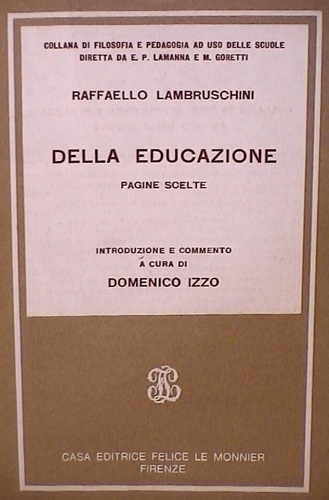 COLLANA DI FILOSOFIA E PEDAGOGIA AD USO DELLE SCUOLE
DIRETTA DA E. P. LAMANNA E M. GORETTI
RAFFAELLO LAMBRUSCHINI
DELLA EDUCAZIONE
PAGINE SCELTE
INTRODUZIONE E COMMENTO
A CURA DI
DOMENICO IZZO
CASA EDITRICE FELICE LE MONNIER
FIRENZE